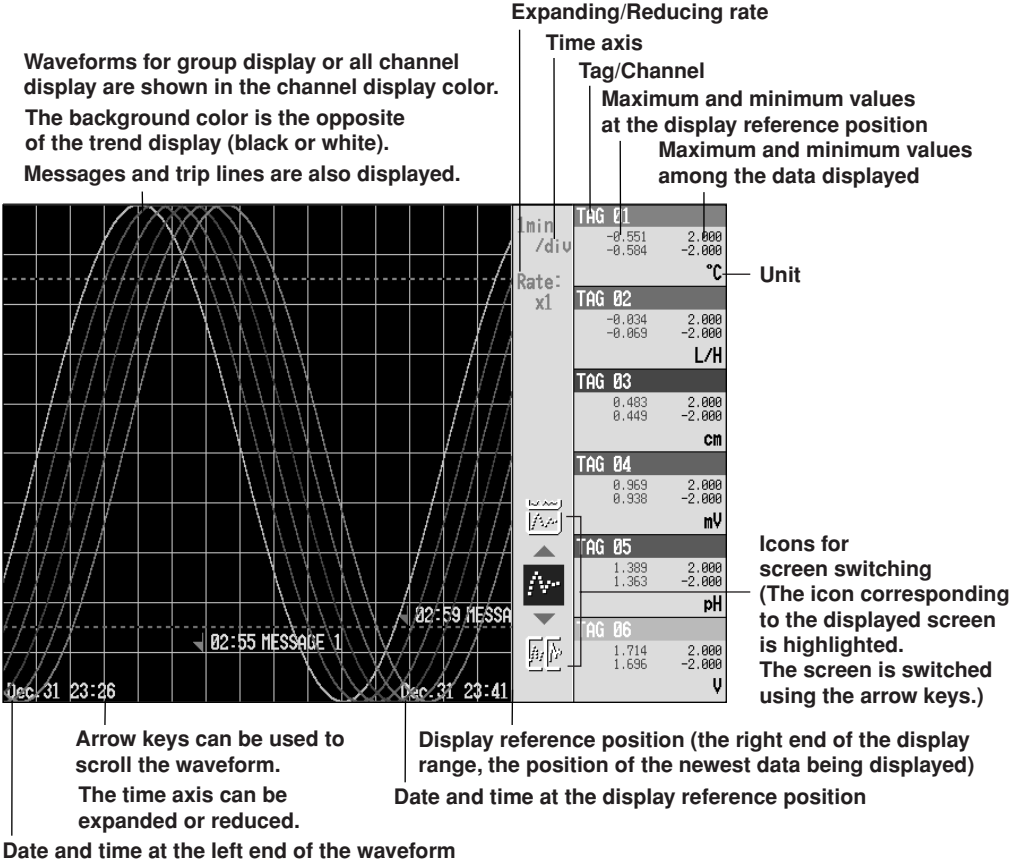 Expanding/Reducing rate
Time axis
Tag/Channel
Maximum and minimum values
at the display reference position
Maximum and minimum values
among the data displayed
Waveforms for group display or all channel
display are shown in the channel display color.
The background color is the opposite
of the trend display (black or white).
Messages and trip lines are also displayed.
1min
/div
Rate:
x1
TAG 01
-0.551 2.000
-0.584 -2.000
°C
Unit
TAG 02
-0.034 2.000
-0.069 -2.000
L/H
TAG 03
0.483 2.000
0.449 -2.000
cm
TAG 04
0.969 2.000
0.938 -2.000
mV
TAG 05
1.389 2.000
1.363 -2.000
pH
TAG 06
1.714 2.000
1.696 -2.000
V
02:59 MESSA
02:55 MESSAGE 1
Dec.31 23:26
Dec.31 23:41
Icons for
screen switching
(The icon corresponding
to the displayed screen
is highlighted.
The screen is switched
using the arrow keys.)
Arrow keys can be used to
scroll the waveform.
The time axis can be
expanded or reduced.
Display reference position (the right end of the display
range, the position of the newest data being displayed)
Date and time at the display reference position
Date and time at the left end of the waveform